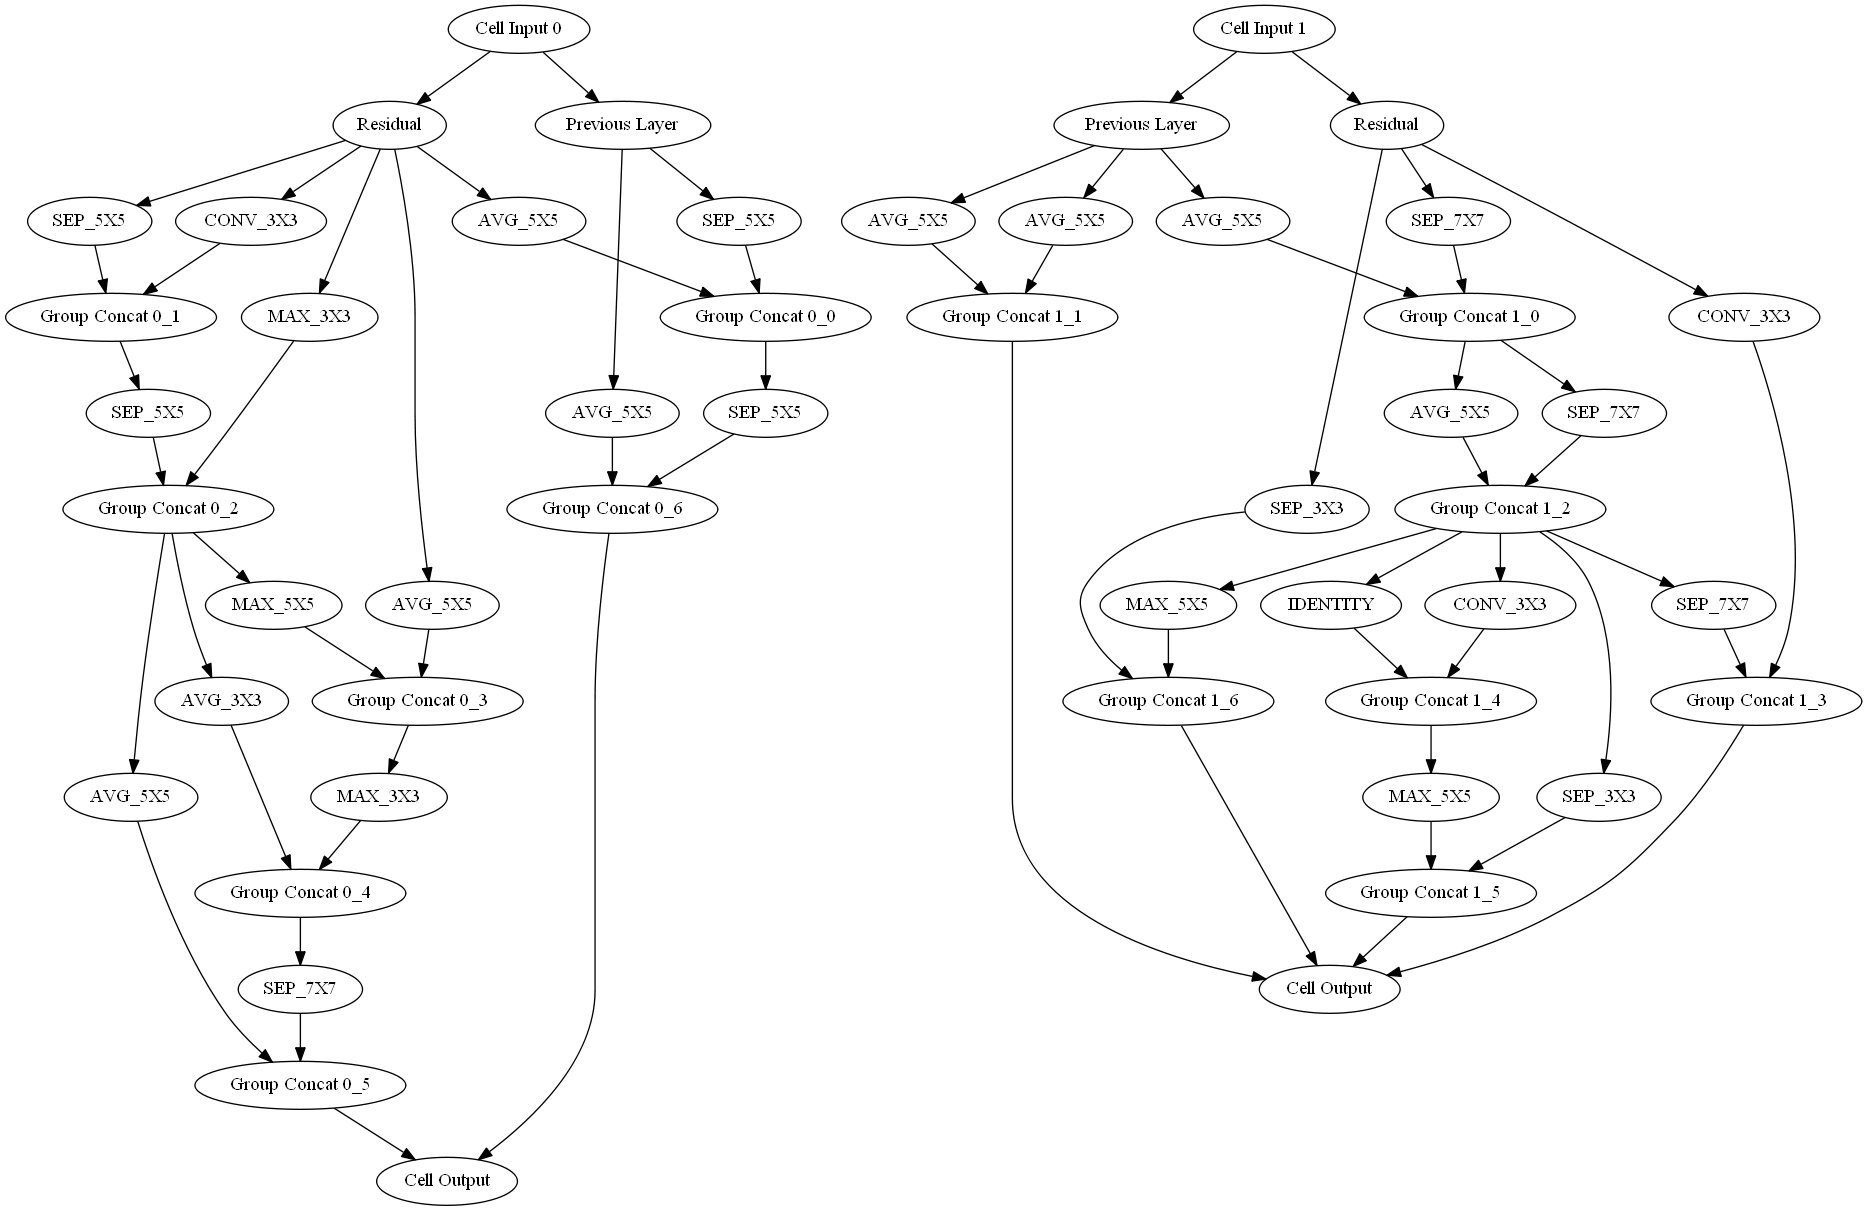 Cell Input 0
Cell Input 1
Residual
Previous Layer
Previous Layer
Residual
SEP_5X5
CONV_3X3
AVG_5X5
SEP_5X5
AVG_5X5
AVG_5X5
AVG_5X5
SEP_7X7
Group Concat 0_1
MAX_3X3
Group Concat 0_0
Group Concat 1_1
Group Concat 1_0
CONV_3X3
SEP_5X5
AVG_5X5
SEP_5X5
AVG_5X5
SEP_7X7
Group Concat 0_2
Group Concat 0_6
SEP_3X3
Group Concat 1_2
MAX_5X5
AVG_5X5
MAX_5X5
IDENTITY
CONV_3X3
SEP_7X7
AVG_3X3
Group Concat 0_3
Group Concat 1_6
Group Concat 1_4
Group Concat 1_3
AVG_5X5
MAX_3X3
MAX_5X5
SEP_3X3
Group Concat 0_4
Group Concat 1_5
SEP_7X7
Cell Output
Group Concat 0_5
Cell Output